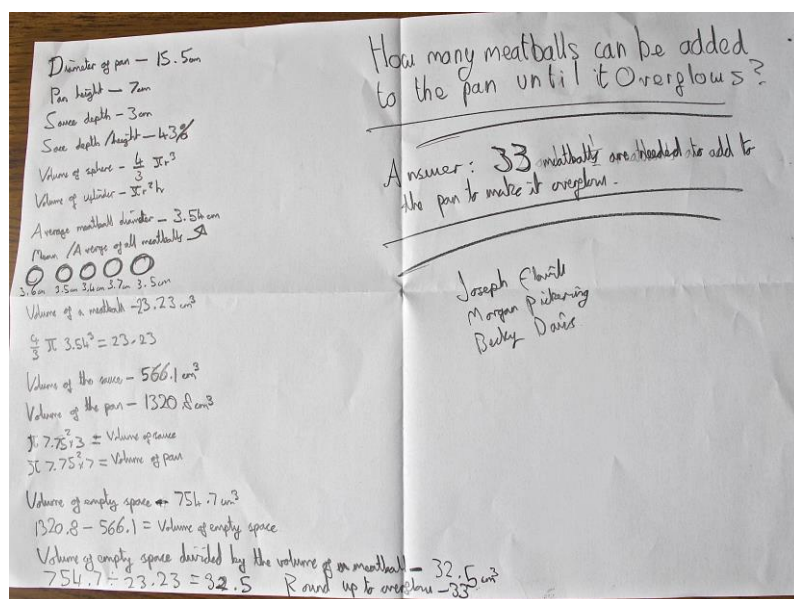 Diameter of pan - 15.5cm
Pan height - 7cm
Sauce depth - 3cm
Sauce depth/height - 43%
Volume of sphere - 4/3 πr³
Volume of cylinder - πr²h
Average meatball diameter - 3.54cm
Mean /Average of all meatballs
3.6cm 3.5cm 3.4cm 3.7cm 3.5cm
Volume of a meatball - 23.23 cm³
4/3 π 3.54³ = 23.23
Volume of the sauce - 566.1 cm³
Volume of the pan - 1320.8 cm³
π 7.75² × 3 = Volume of sauce
π 7.75² × 7 = Volume of pan
Volume of empty space - 754.7 cm³
1320.8 - 566.1 = Volume of empty space
Volume of empty space divided by the volume of a meatball - 32.5 cm³
754.7 ÷ 23.23 = 32.5 Round up to overflow - 33
How many meatballs can be added
to the pan until it Overflows?
Answer: 33 meatballs are needed to add to
the pan to make it overflow.
Joseph
Morgan Pickering
Becky Davis